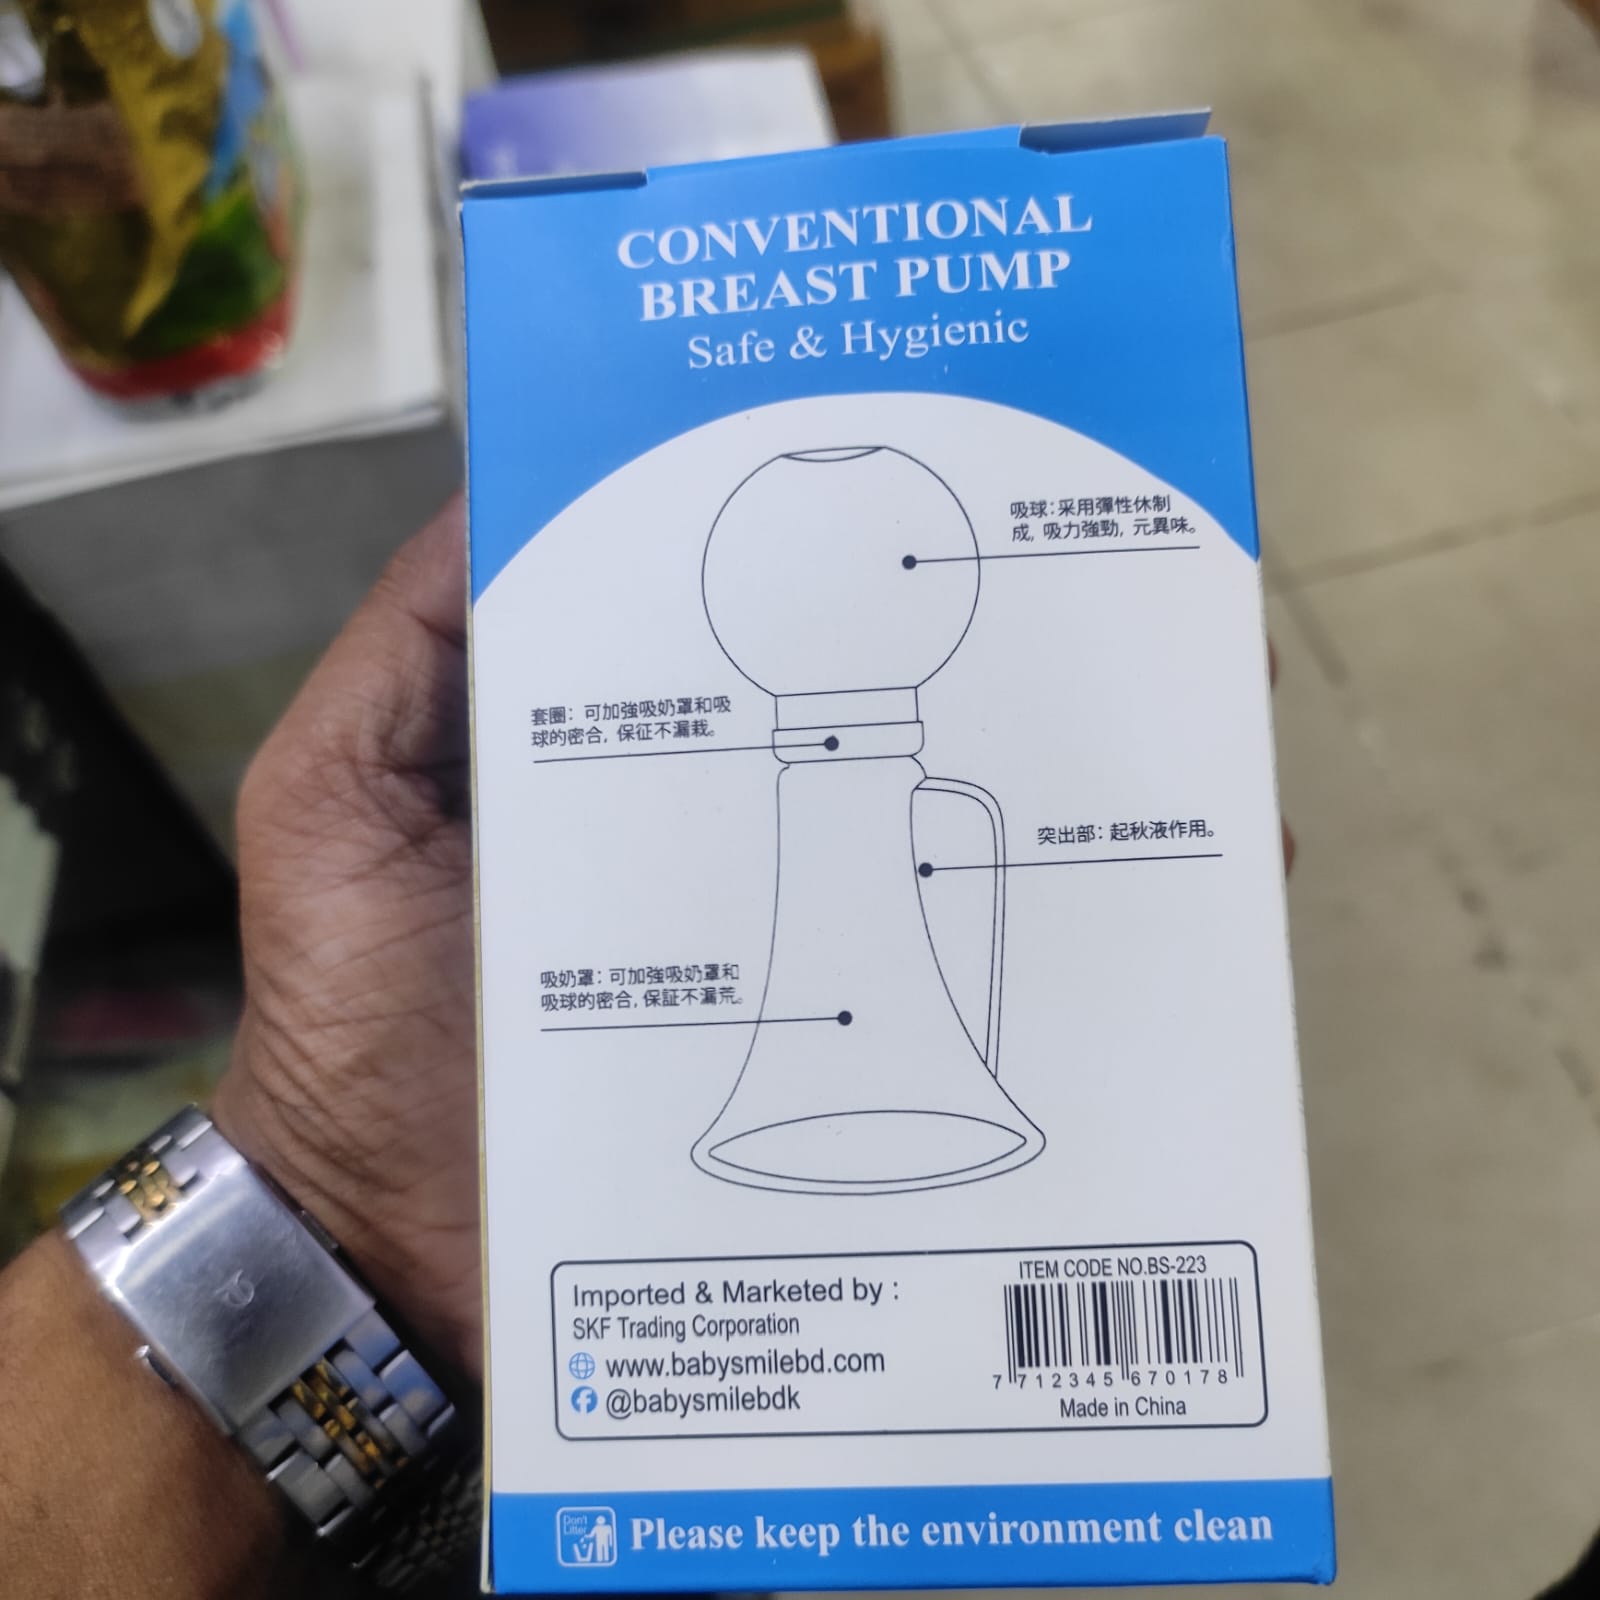 CONVENTIONAL
BREAST PUMP
Safe & Hygienic
吸球：采用彈性休制
成，吸力強勁，元異味。
套圈：可加強吸奶罩和吸
球的密合，保征不漏栽。
突出部：起秋液作用。
吸奶罩：可加強吸奶罩和
吸球的密合，保証不漏荒。
Imported & Marketed by :
SKF Trading Corporation
www.babysmilebd.com
@babysmilebdk
ITEM CODE NO.BS-223
7 712345 670178
Made in China
Don't
Litter
Please keep the environment clean